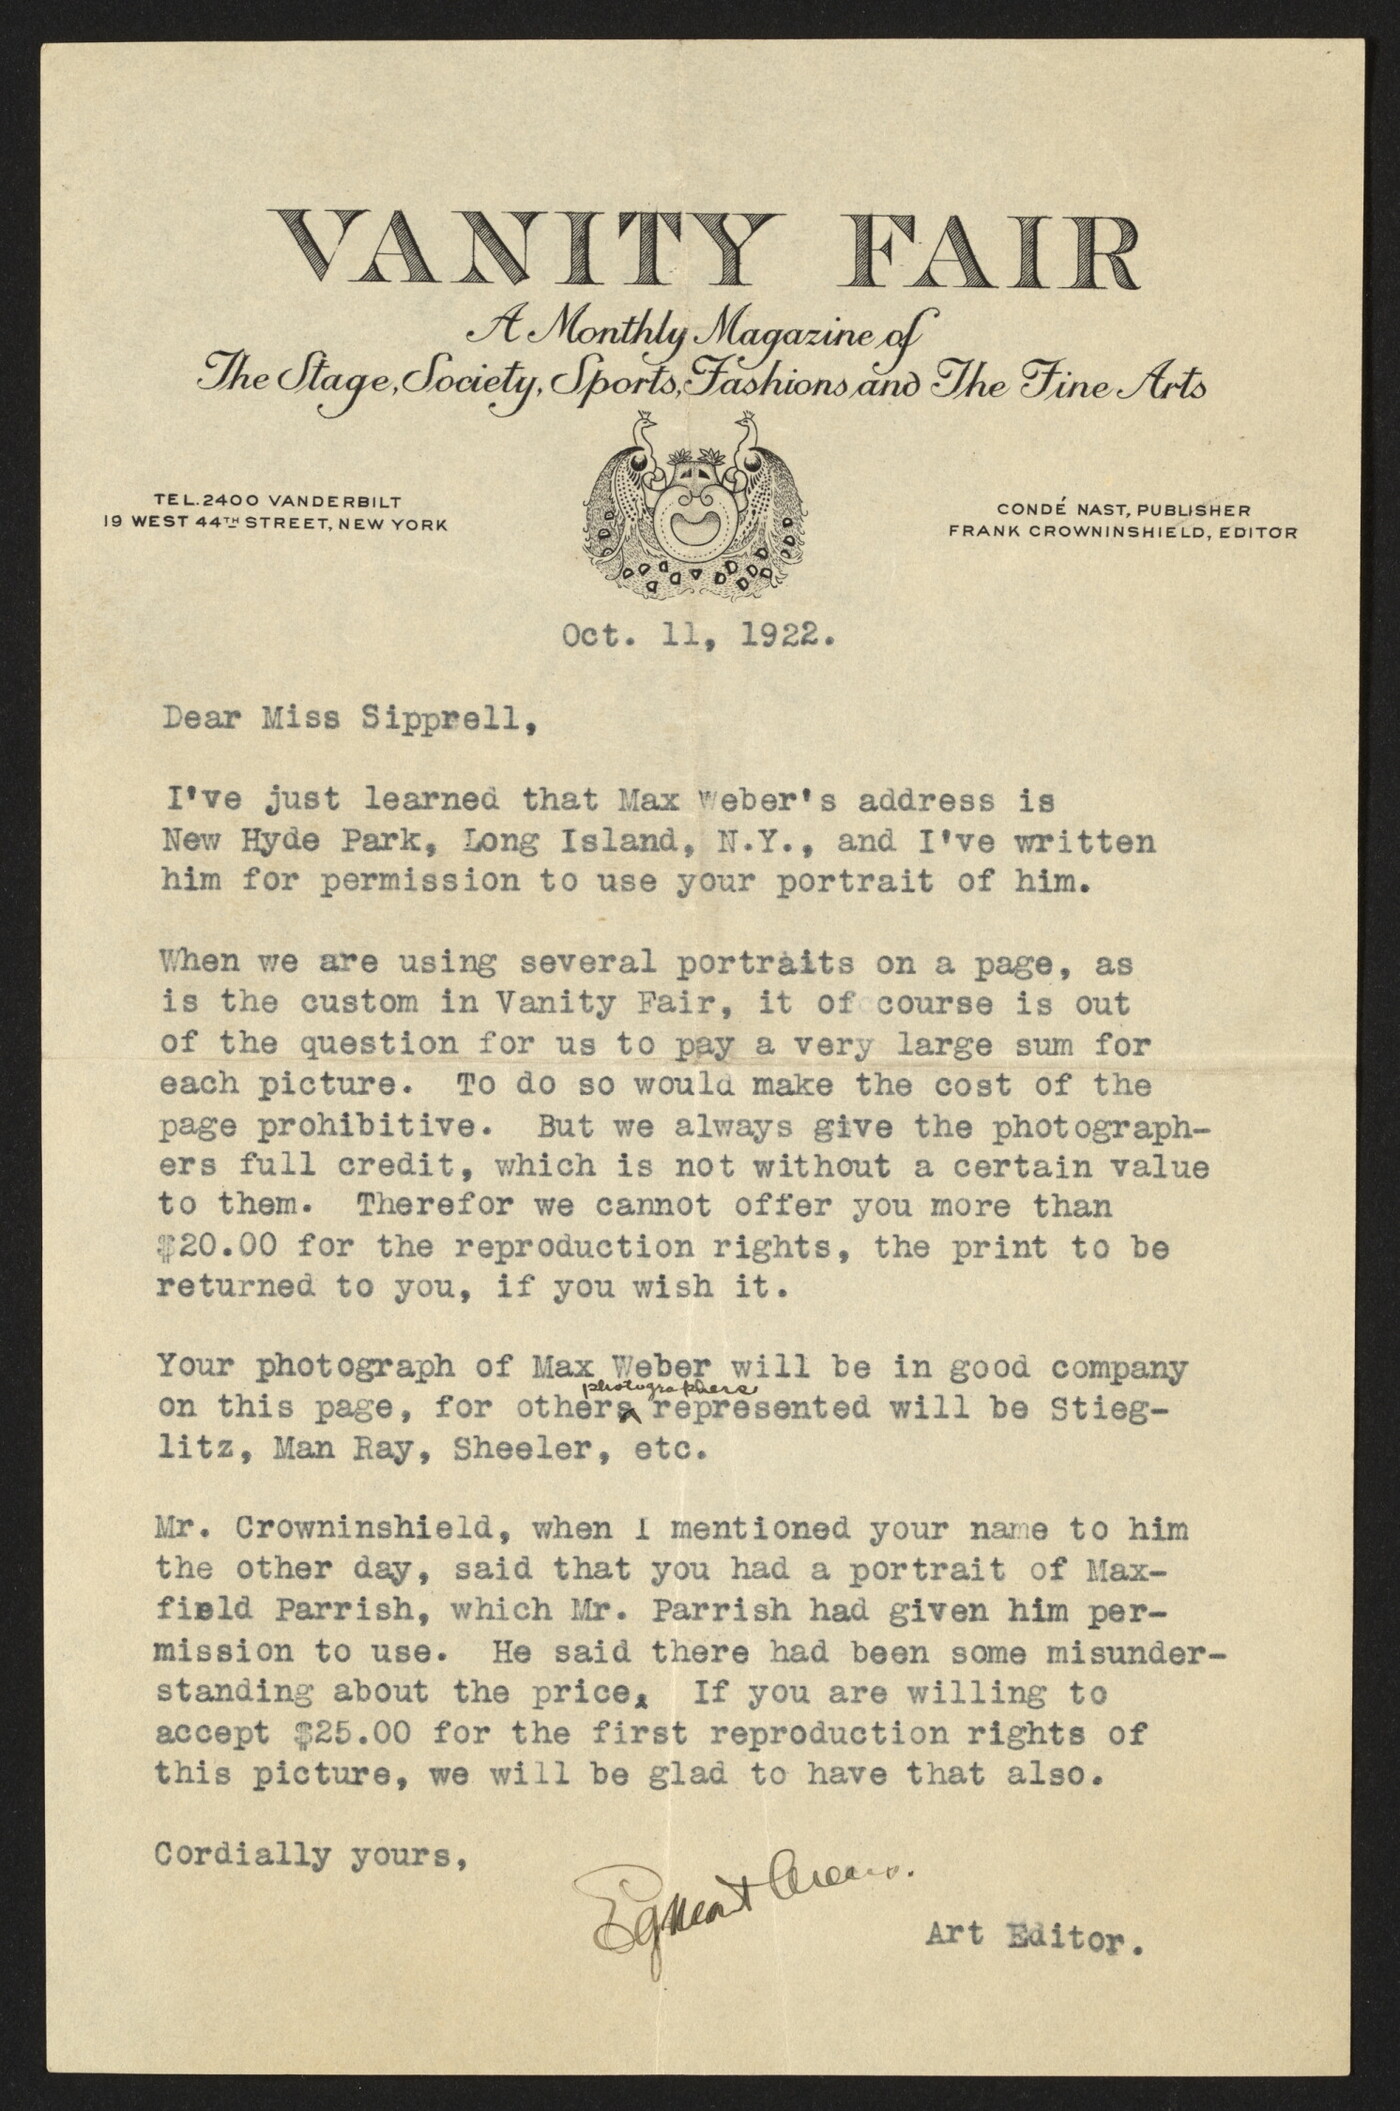 VANITY FAIR
A Monthly Magazine of
The Stage, Society, Sports, Fashions and The Fine Arts
TEL. 2400 VANDERBILT
19 WEST 44TH STREET, NEW YORK
CONDÉ NAST, PUBLISHER
FRANK CROWNINSHIELD, EDITOR
Oct. 11, 1922.
Dear Miss Sipprell,
I've just learned that Max Weber's address is
New Hyde Park, Long Island, N.Y., and I've written
him for permission to use your portrait of him.
When we are using several portraits on a page, as
is the custom in Vanity Fair, it of course is out
of the question for us to pay a very large sum for
each picture. To do so would make the cost of the
page prohibitive. But we always give the photograph-
ers full credit, which is not without a certain value
to them. Therefor we cannot offer you more than
$20.00 for the reproduction rights, the print to be
returned to you, if you wish it.
Your photograph of Max Weber will be in good company
photographers
on this page, for others represented will be Stieg-
litz, Man Ray, Sheeler, etc.
Mr. Crowninshield, when I mentioned your name to him
the other day, said that you had a portrait of Max-
field Parrish, which Mr. Parrish had given him per-
mission to use. He said there had been some misunder-
standing about the price. If you are willing to
accept $25.00 for the first reproduction rights of
this picture, we will be glad to have that also.
Cordially yours,
Egmont Arens.
Art Editor.